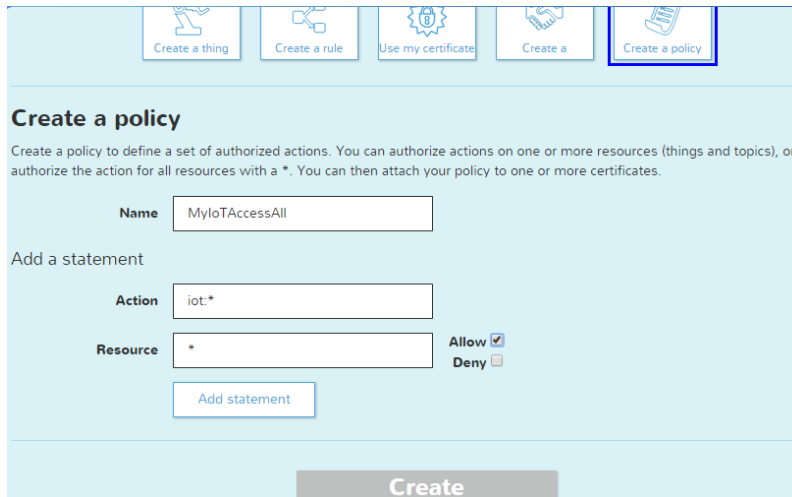 Create a thing
Create a rule
Use my certificate
Create a
Create a policy
Create a policy
Create a policy to define a set of authorized actions. You can authorize actions on one or more resources (things and topics), or
authorize the action for all resources with a *. You can then attach your policy to one or more certificates.
Name MyIoTAccessAll
Add a statement
Action iot:*
Resource *
Allow
Deny
Add statement
Create